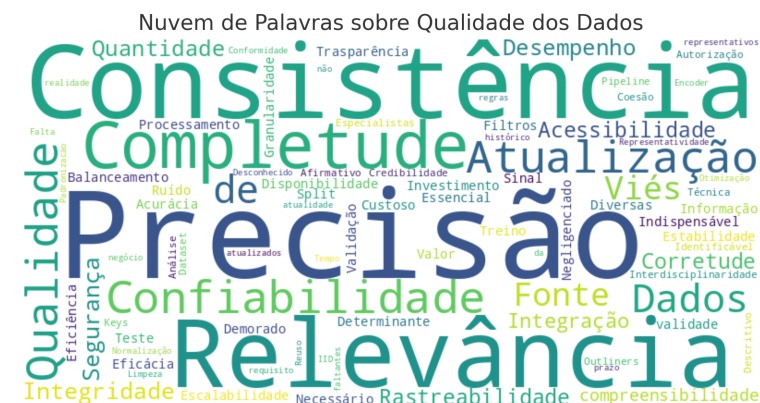 Nuvem de Palavras sobre Qualidade dos Dados
Quantidade
Conformidade
Trasparência
Desempenho
representativos
Autorização
realidade
Consistência
Granularidade
não
regras
Pipeline
Encoder
Coesão
Processamento
Especialistas
Filtros
histórico
Acessibilidade
Representatividade
Falta
Completude
Atualização
Padronizacao
Balanceamento
Desconhecido
Afirmativo
Credibilidade
Sinal
Otimização
Qualidade
Ruído
Acurácia
de
Disponibilidade
Split
atualidade
Investimento
Essencial
Custoso
Viés
Técnica
Diversas
Informação
Indispensável
Precisão
Validação
Negligenciado
Treino
Estabilidade
Identificável
Análise
Dataset
negócio
atualizados
Tempo
Valor
da
Corretude
Interdisciplinaridade
Segurança
Eficiência
Confiabilidade
Fonte
Dados
Keys
Teste
Normalização
Limpeza
Eficácia
Demorado
Determinante
Integração
validade
Descritivo
Relevância
requisito
Reuso
IID
faltantes
Outliners
prazo
Integridade
Escalabilidade
Necessário
Rastreabilidade
compreensibilidade